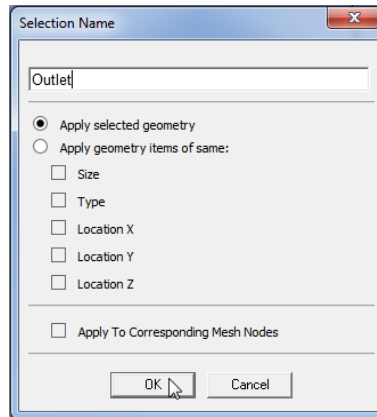 Selection Name
Outlet
Apply selected geometry
Apply geometry items of same:
Size
Type
Location X
Location Y
Location Z
Apply To Corresponding Mesh Nodes
OK
Cancel